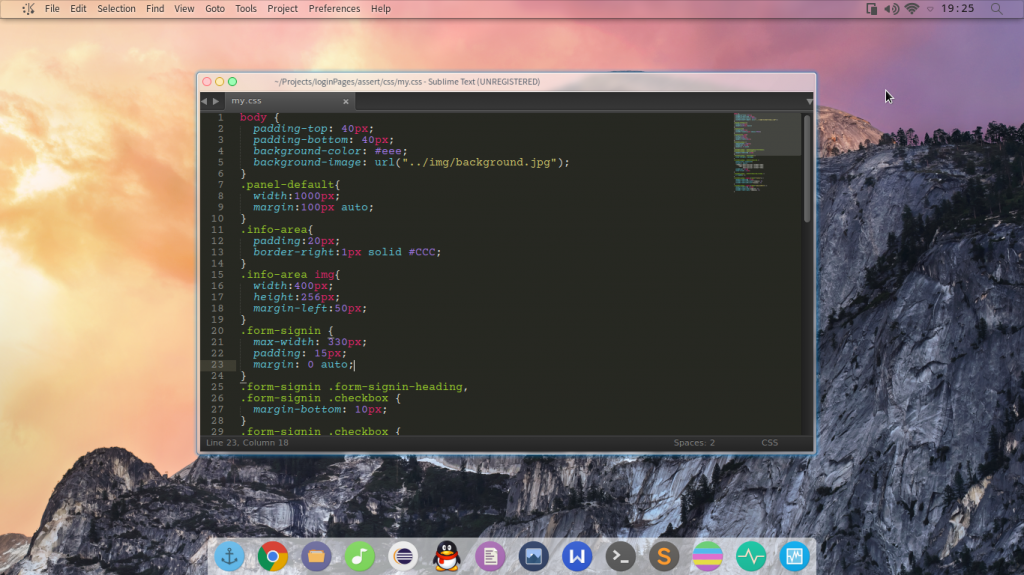 File Edit Selection Find View Goto Tools Project Preferences Help 19:25
~/Projects/loginPages/assert/css/my.css - Sublime Text (UNREGISTERED)
my.css
1 body {
2 padding-top: 40px;
3 padding-bottom: 40px;
4 background-color: #eee;
5 background-image: url("../img/background.jpg");
6 }
7 .panel-default{
8 width:1000px;
9 margin:100px auto;
10 }
11 .info-area{
12 padding:20px;
13 border-right:1px solid #CCC;
14 }
15 .info-area img{
16 width:400px;
17 height:256px;
18 margin-left:50px;
19 }
20 .form-signin {
21 max-width: 330px;
22 padding: 15px;
23 margin: 0 auto;
24 }
25 .form-signin .form-signin-heading,
26 .form-signin .checkbox {
27 margin-bottom: 10px;
28 }
29 .form-signin .checkbox {
Line 23, Column 18 Spaces: 2 CSS